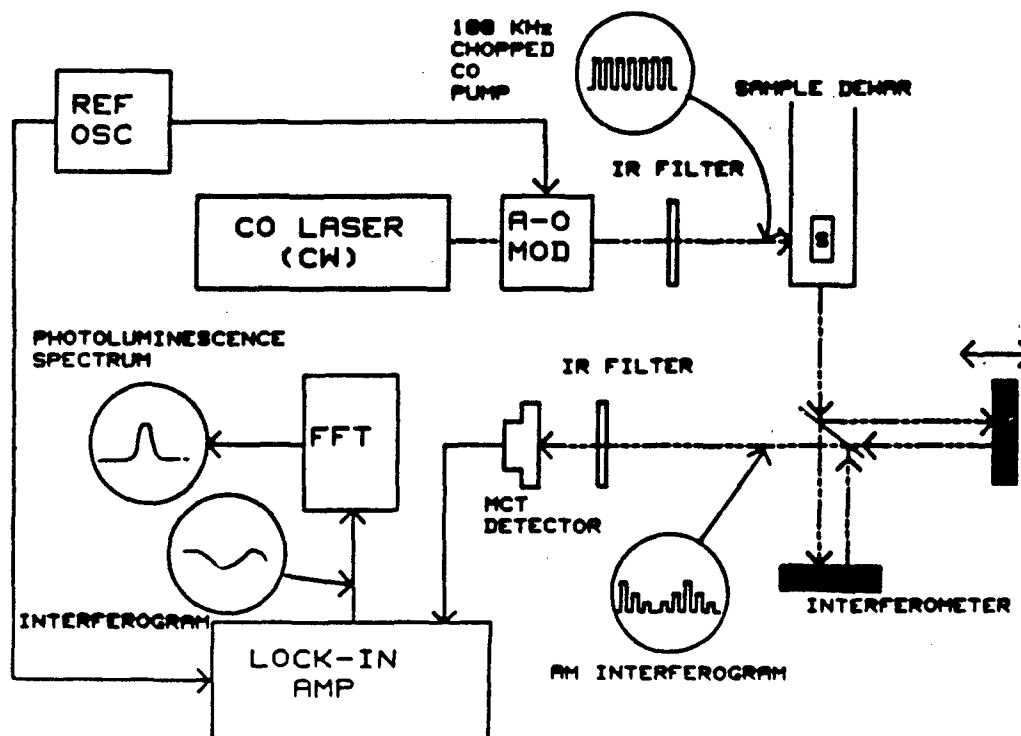 100 KHz
CHOPPED
CO
PUMP
SAMPLE DEWAR
REF
OSC
IR FILTER
CO LASER
(CW)
A-O
MOD
S
PHOTOLUMINESCENCE
SPECTRUM
IR FILTER
FFT
MCT
DETECTOR
INTERFEROGRAM
INTERFEROMETER
LOCK-IN
AMP
AM INTERFEROGRAM